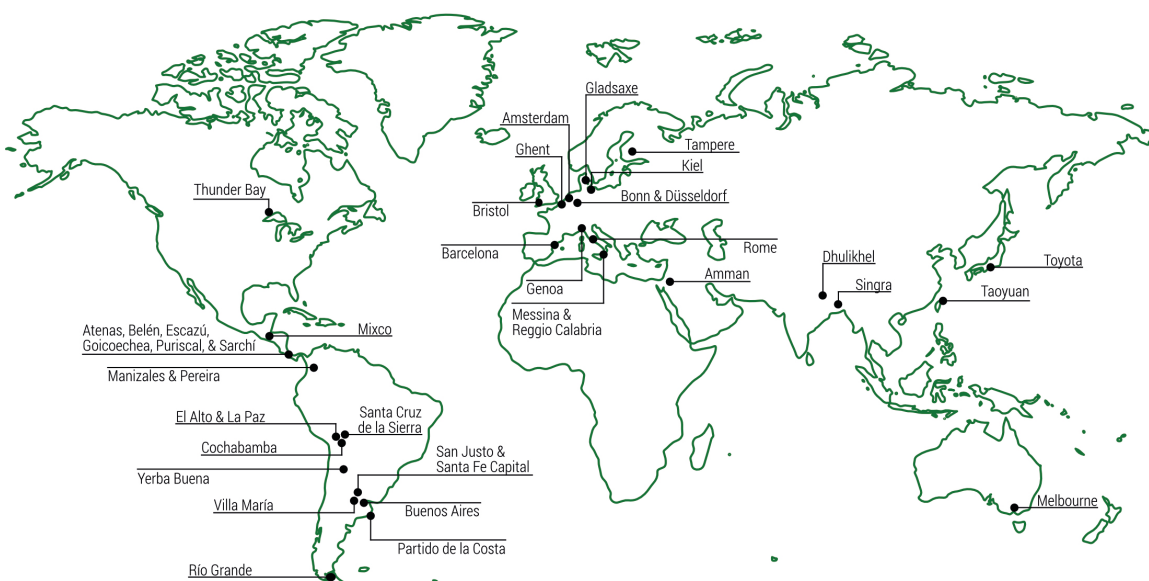 Gladsaxe
Amsterdam
Ghent
Tampere
Kiel
Thunder Bay
Bristol
Bonn & Düsseldorf
Barcelona
Rome
Dhulikhel
Toyota
Genoa
Amman
Singra
Taoyuan
Messina &
Reggio Calabria
Atenas, Belén, Escazú,
Goicoechea, Puriscal, & Sarchí
Mixco
Manizales & Pereira
El Alto & La Paz
Santa Cruz
de la Sierra
Cochabamba
San Justo &
Santa Fe Capital
Yerba Buena
Villa María
Buenos Aires
Melbourne
Partido de la Costa
Río Grande